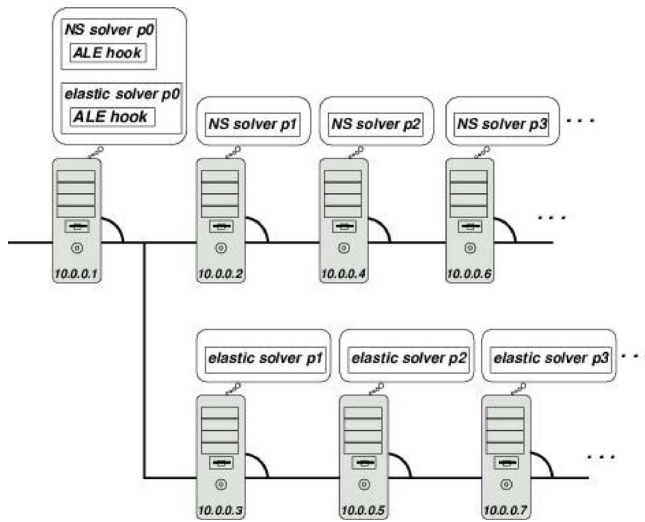 NS solver p0
ALE hook
elastic solver p0
ALE hook
NS solver p1
NS solver p2
NS solver p3
. . .
. . .
10.0.0.1
10.0.0.2
10.0.0.4
10.0.0.6
elastic solver p1
elastic solver p2
elastic solver p3
. . .
. . .
10.0.0.3
10.0.0.5
10.0.0.7